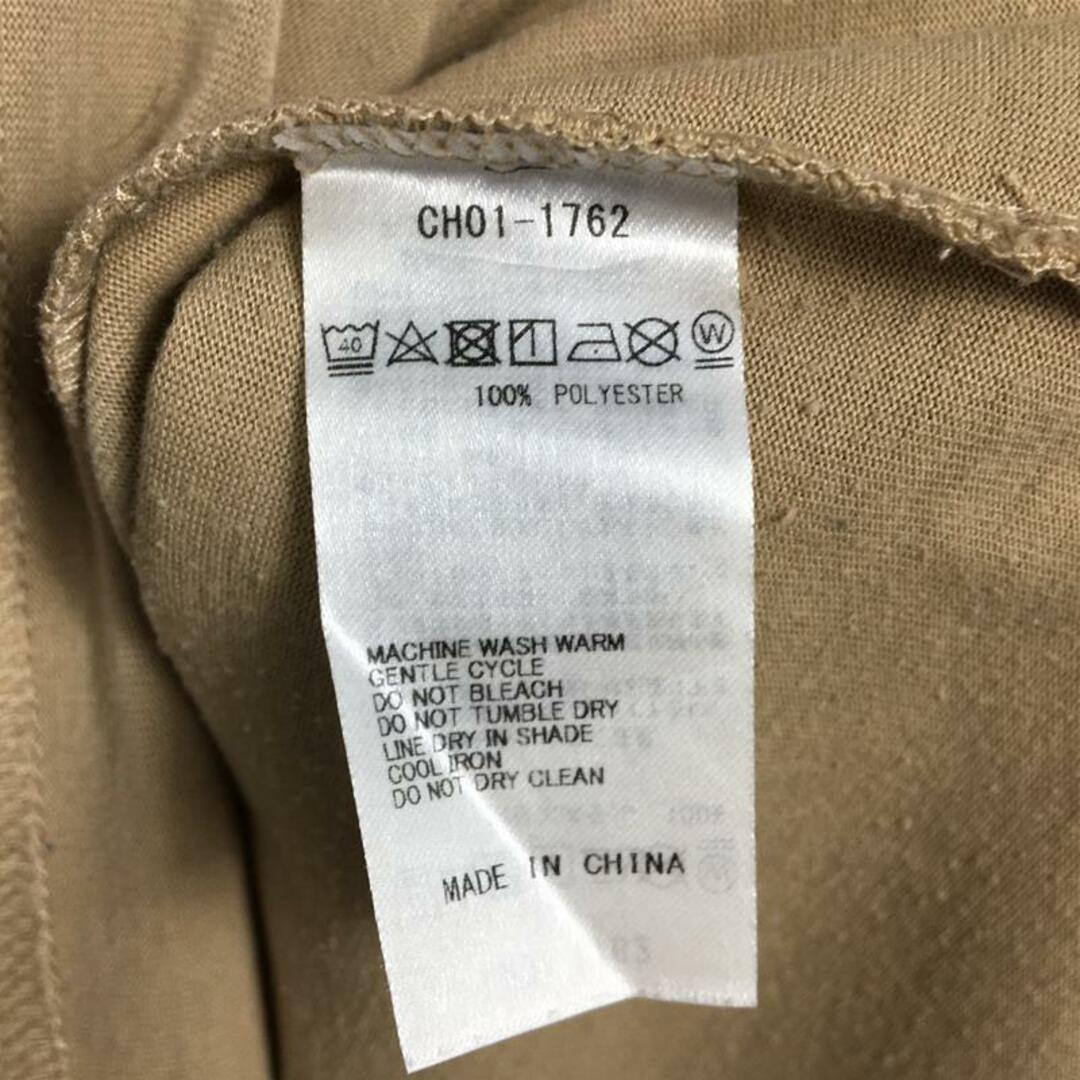 CH01-1762
40 W
100% POLYESTER
MACHINE WASH WARM
GENTLE CYCLE
DO NOT BLEACH
DO NOT TUMBLE DRY
LINE DRY IN SHADE
COOL IRON
DO NOT DRY CLEAN
MADE IN CHINA